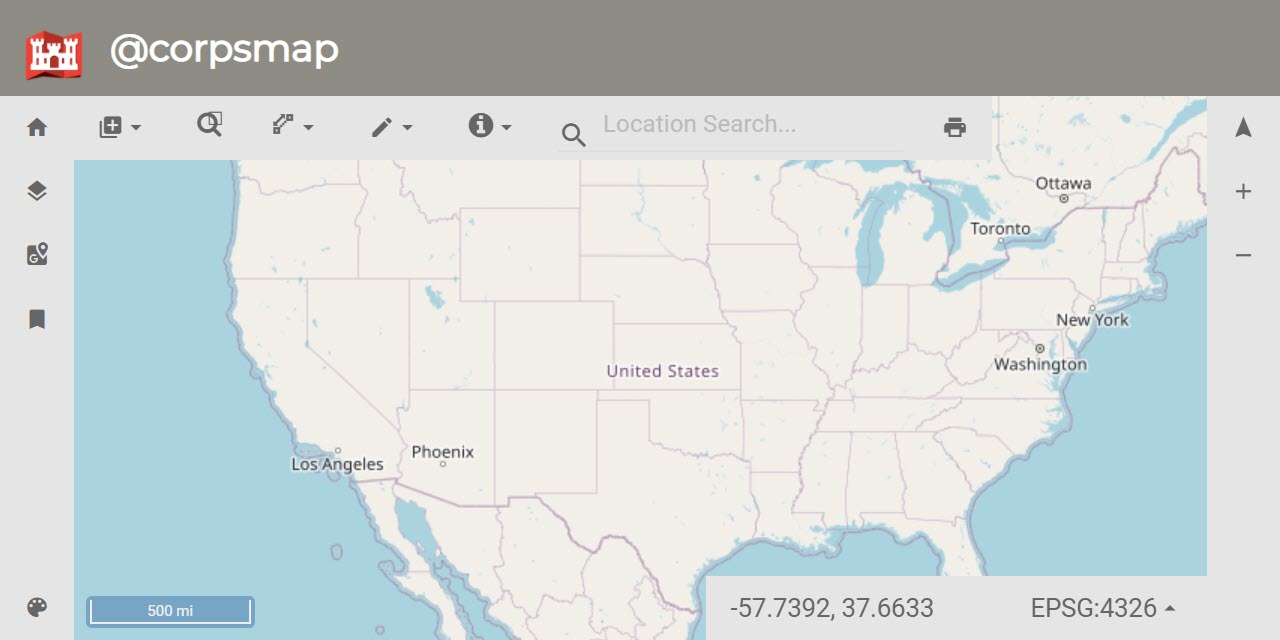 @corpsmap
Location Search...
Ottawa
Toronto
New York
United States
Washington
Los Angeles
Phoenix
500 mi
-57.7392, 37.6633
EPSG:4326